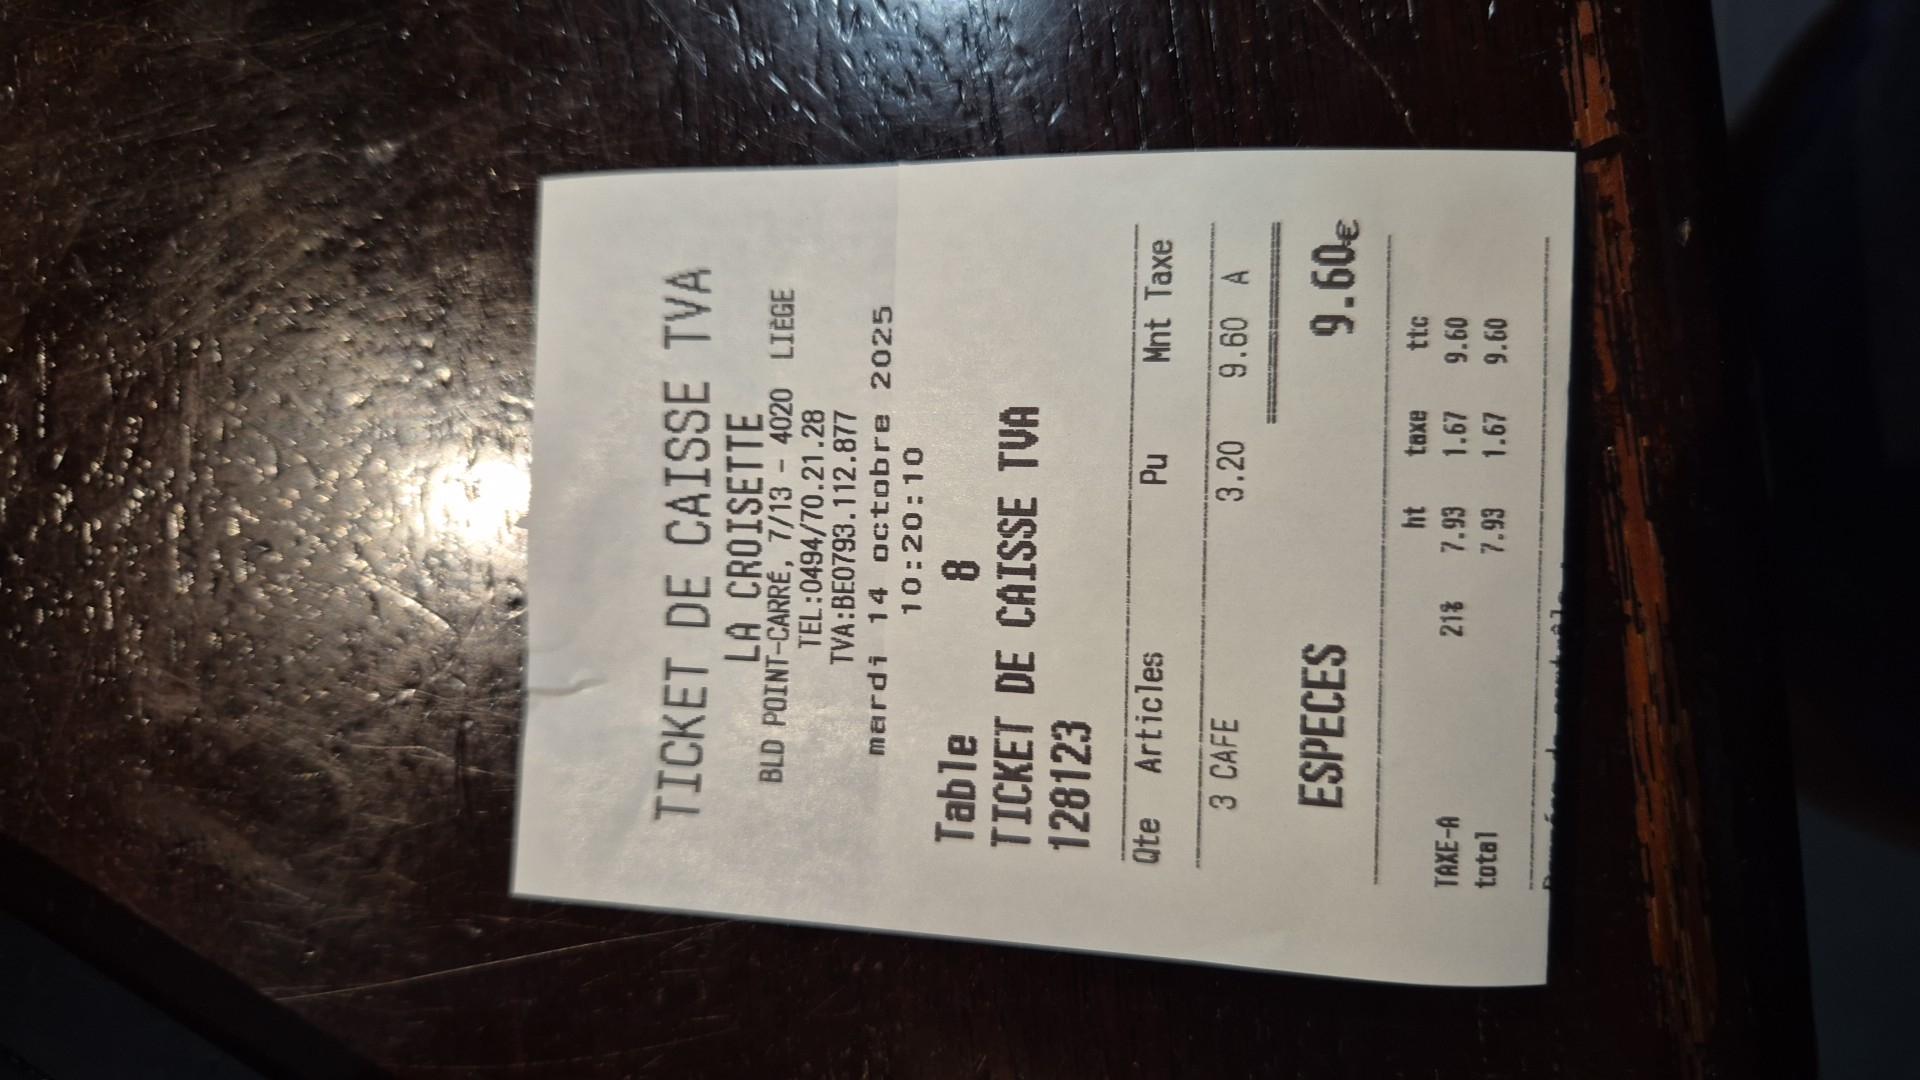 TICKET DE CAISSE TVA
LA CROISETTE
BLD POINT-CARRÉ, 7/13 - 4020 LIÈGE
TEL:0494/70.21.28
TVA:BE0793.112.877
mardi 14 octobre 2025
10:20:10
Table 8
TICKET DE CAISSE TVA
128123
Qte Articles Pu Mnt Taxe
3 CAFE 3.20 9.60 A
ESPECES 9.60€
ht taxe ttc
TAXE-A 21% 7.93 1.67 9.60
total 7.93 1.67 9.60